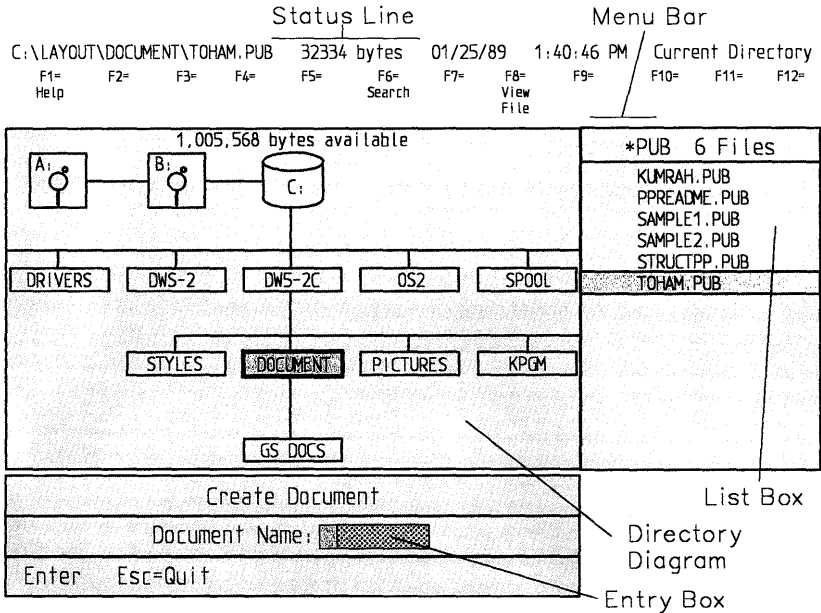 Status Line Menu Bar
C:\LAYOUT\DOCUMENT\TOHAM.PUB 32334 bytes 01/25/89 1:40:46 PM Current Directory
F1= F2= F3= F4= F5= F6= F7= F8= F9= F10= F11= F12=
Help Search View
File
1,005,568 bytes available
*PUB 6 Files
A: B: C:
KUMRAH.PUB
PPREADME.PUB
SAMPLE1.PUB
SAMPLE2.PUB
STRUCTPP.PUB
TOHAM.PUB
DRIVERS DWS-2 DW5-2C OS2 SPOOL
STYLES DOCUMENT PICTURES KPGM
GS DOCS
Create Document
List Box
Document Name:
Directory
Diagram
Enter Esc=Quit
Entry Box